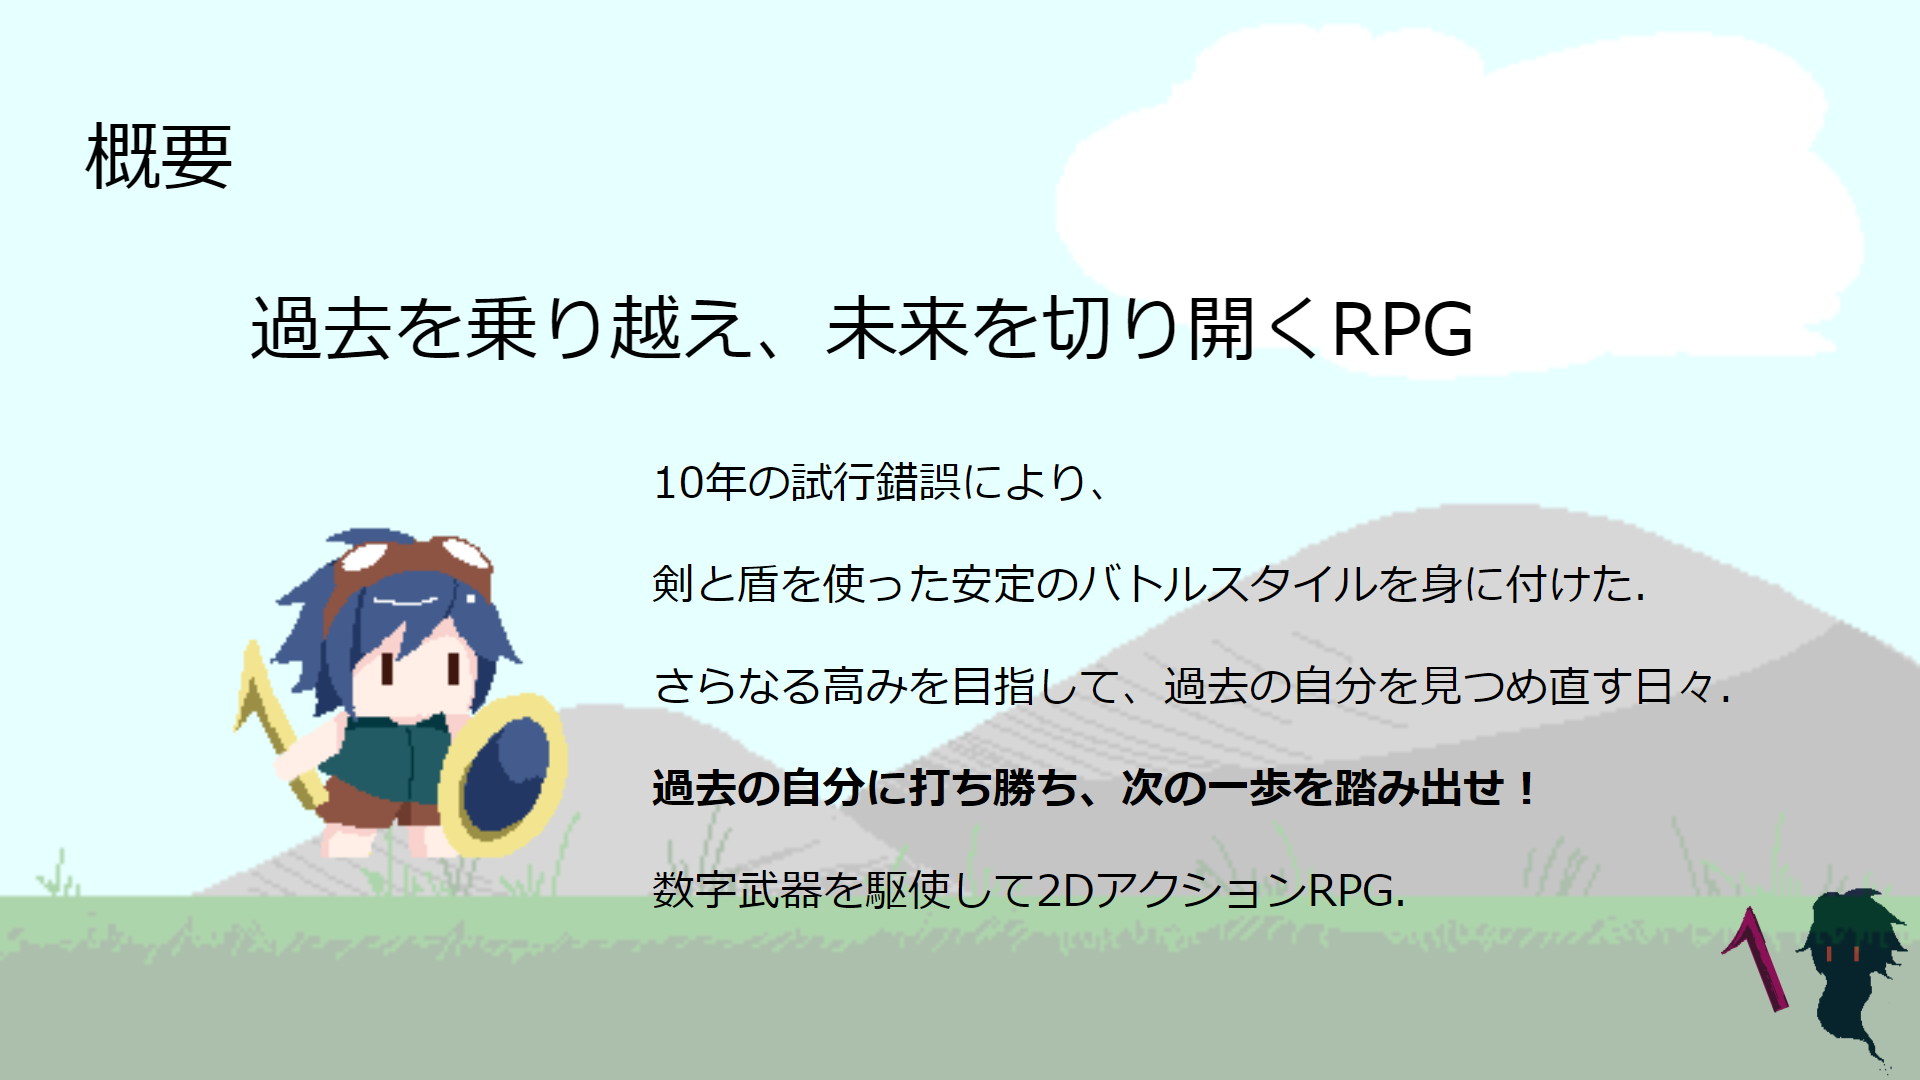 概要
過去を乗り越え、未来を切り開くRPG
10年の試行錯誤により、
剣と盾を使った安定のバトルスタイルを身に付けた.
さらなる高みを目指して、過去の自分を見つめ直す日々.
過去の自分に打ち勝ち、次の一歩を踏み出せ！
数字武器を駆使して2DアクションRPG.